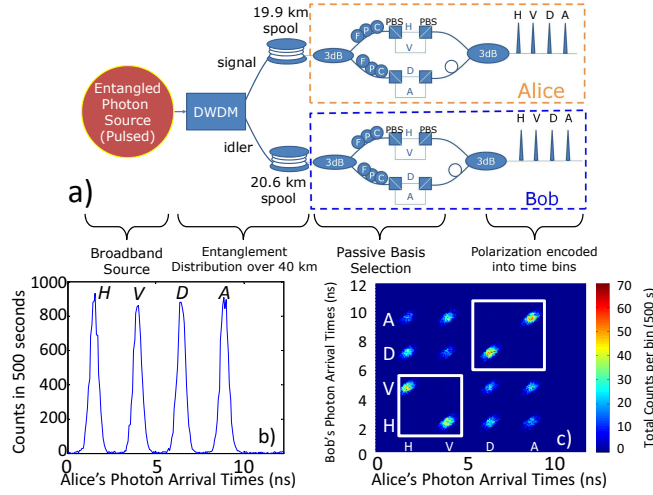 19.9 km
spool
signal
F P C
PBS
H
PBS
V
3dB
F P C
D
A
3dB
H V D A
Alice
Entangled
Photon
Source
(Pulsed)
DWDM
idler
20.6 km
spool
F P C
PBS
H
PBS
V
3dB
F P C
D
A
3dB
H V D A
Bob
a)
Broadband
Source
Entanglement
Distribution over 40 km
Passive Basis
Selection
Polarization encoded
into time bins
Counts in 500 seconds
1000
800
600
400
200
0
H V D A
b)
0 5 10
Alice's Photon Arrival Times (ns)
Bob's Photon Arrival Times (ns)
14
12
10
8
6
4
2
0
A
D
V
H
H V D A
c)
0 5 10
Alice's Photon Arrival Times (ns)
70
60
50
40
30
20
10
0
Total Counts per bin (500 s)